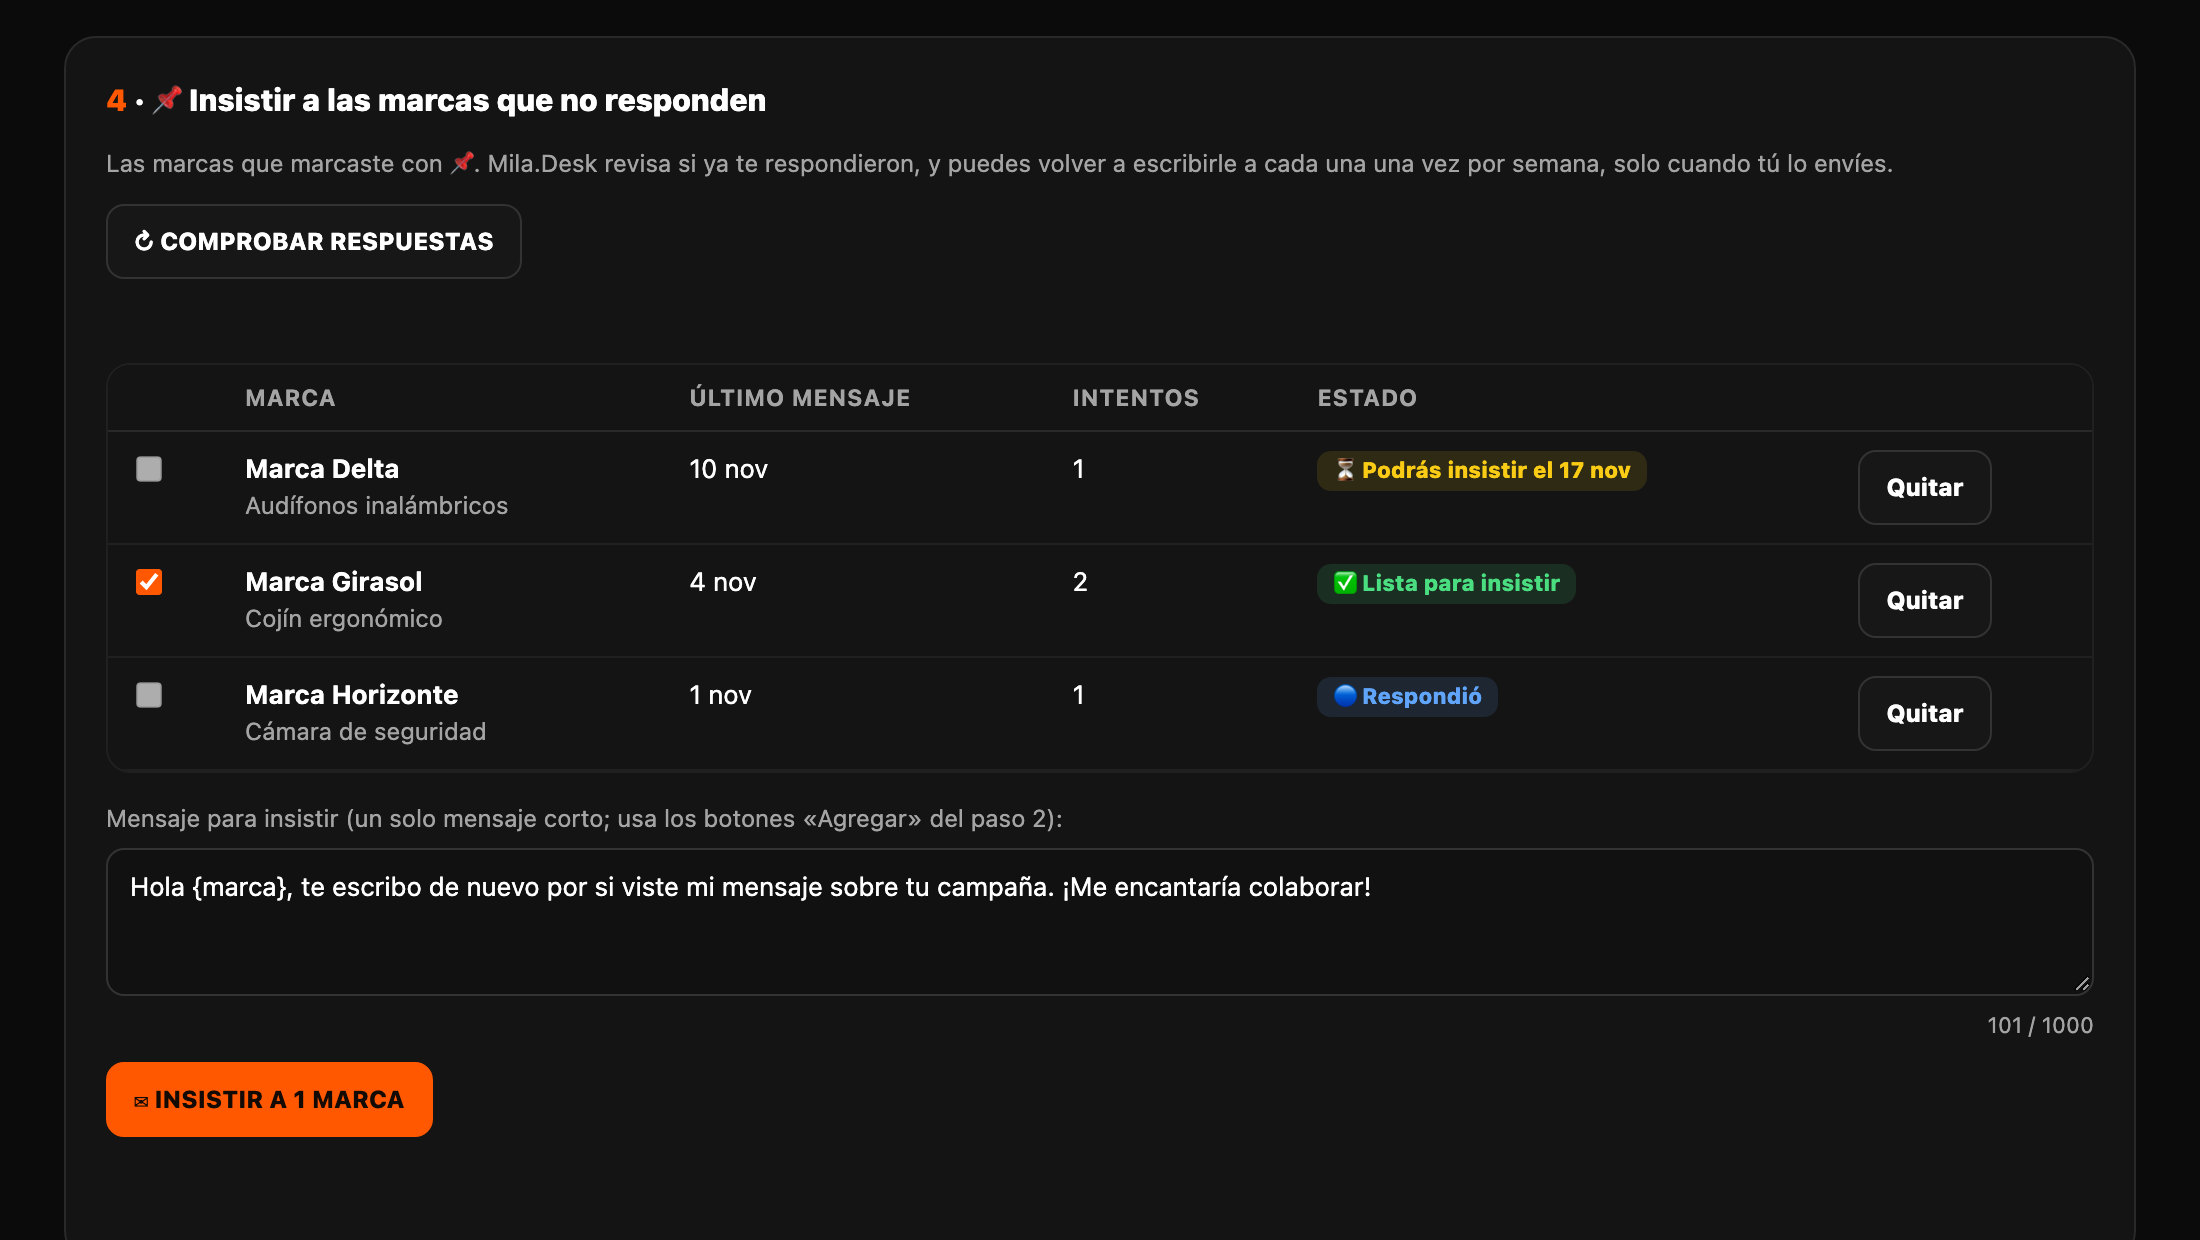 4 · 📌 Insistir a las marcas que no responden
Las marcas que marcaste con 📌. Mila.Desk revisa si ya te respondieron, y puedes volver a escribirle a cada una una vez por semana, solo cuando tú lo envíes.
↻ COMPROBAR RESPUESTAS
MARCA ÚLTIMO MENSAJE INTENTOS ESTADO
Marca Delta 10 nov 1 ⏳ Podrás insistir el 17 nov Quitar
Audífonos inalámbricos
Marca Girasol 4 nov 2 ✅ Lista para insistir Quitar
Cojín ergonómico
Marca Horizonte 1 nov 1 🔵 Respondió Quitar
Cámara de seguridad
Mensaje para insistir (un solo mensaje corto; usa los botones «Agregar» del paso 2):
Hola {marca}, te escribo de nuevo por si viste mi mensaje sobre tu campaña. ¡Me encantaría colaborar!
101 / 1000
✉ INSISTIR A 1 MARCA